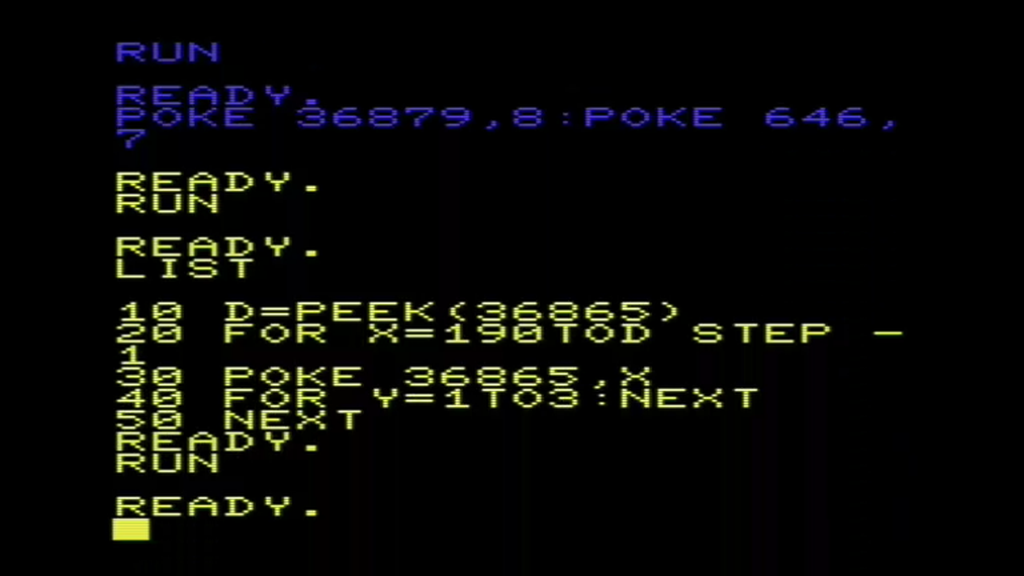 RUN
READY.
POKE 36879,8:POKE 646,
7
READY.
RUN
READY.
LIST
10 D=PEEK(36865)
20 FOR X=190TOD STEP -
1
30 POKE 36865,X
40 FOR Y=1TO3:NEXT
50 NEXT
READY.
RUN
READY.